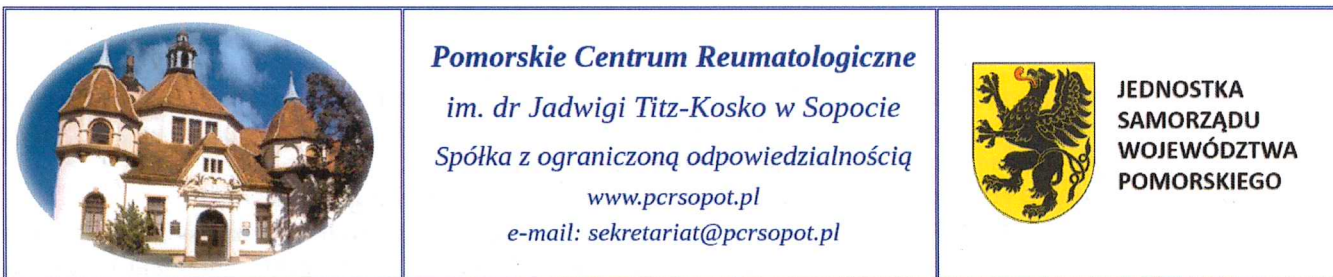 Pomorskie Centrum Reumatologiczne
im. dr Jadwigi Titz-Kosko w Sopocie
Spółka z ograniczoną odpowiedzialnością
www.pcrsopot.pl
e-mail: sekretariat@pcrsopot.pl
JEDNOSTKA
SAMORZĄDU
WOJEWÓDZTWA
POMORSKIEGO